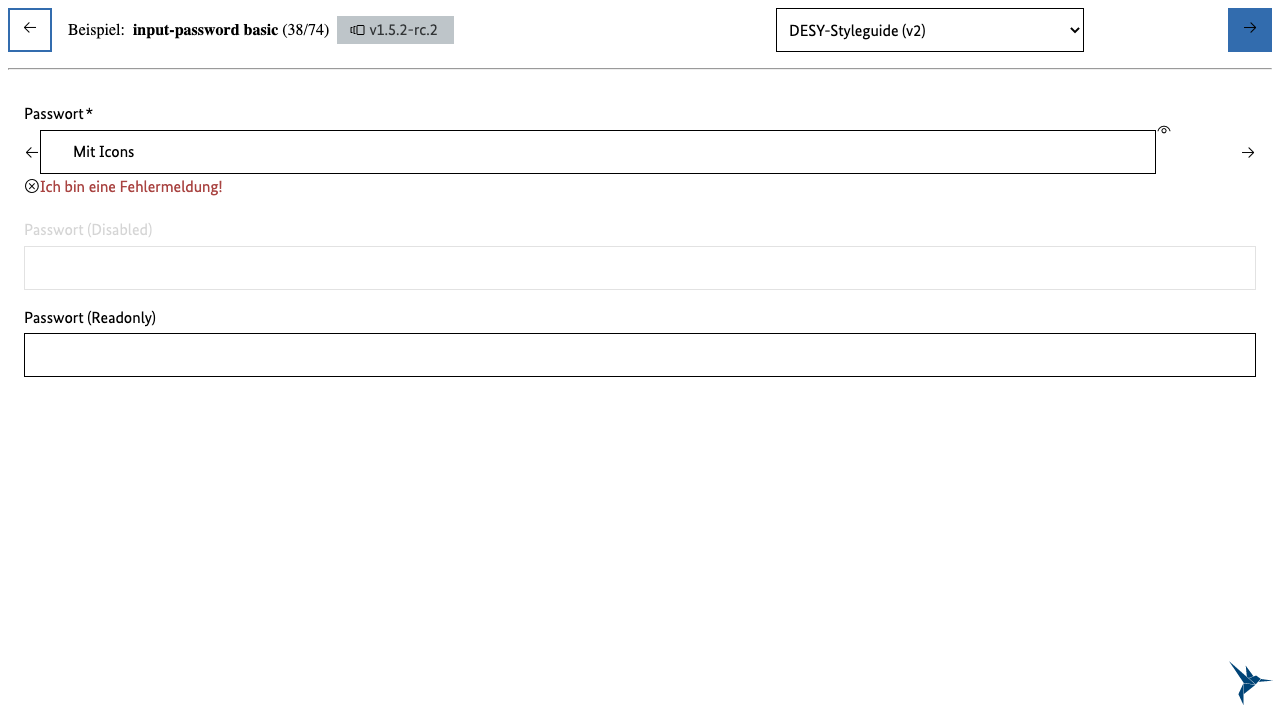 Beispiel: input-password basic (38/74) v1.5.2-rc.2 DESY-Styleguide (v2)
Passwort*
Mit Icons
Ich bin eine Fehlermeldung!
Passwort (Disabled)
Passwort (Readonly)